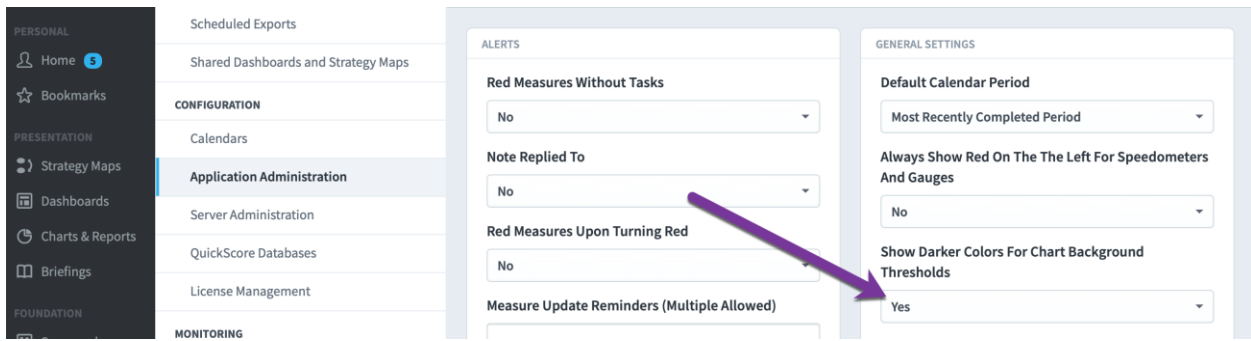 PERSONAL
Home 5
Bookmarks
PRESENTATION
Strategy Maps
Dashboards
Charts & Reports
Briefings
FOUNDATION
Scheduled Exports
Shared Dashboards and Strategy Maps
CONFIGURATION
Calendars
Application Administration
Server Administration
QuickScore Databases
License Management
MONITORING
ALERTS
Red Measures Without Tasks
No
Note Replied To
No
Red Measures Upon Turning Red
No
Measure Update Reminders (Multiple Allowed)
GENERAL SETTINGS
Default Calendar Period
Most Recently Completed Period
Always Show Red On The The Left For Speedometers
And Gauges
No
Show Darker Colors For Chart Background
Thresholds
Yes